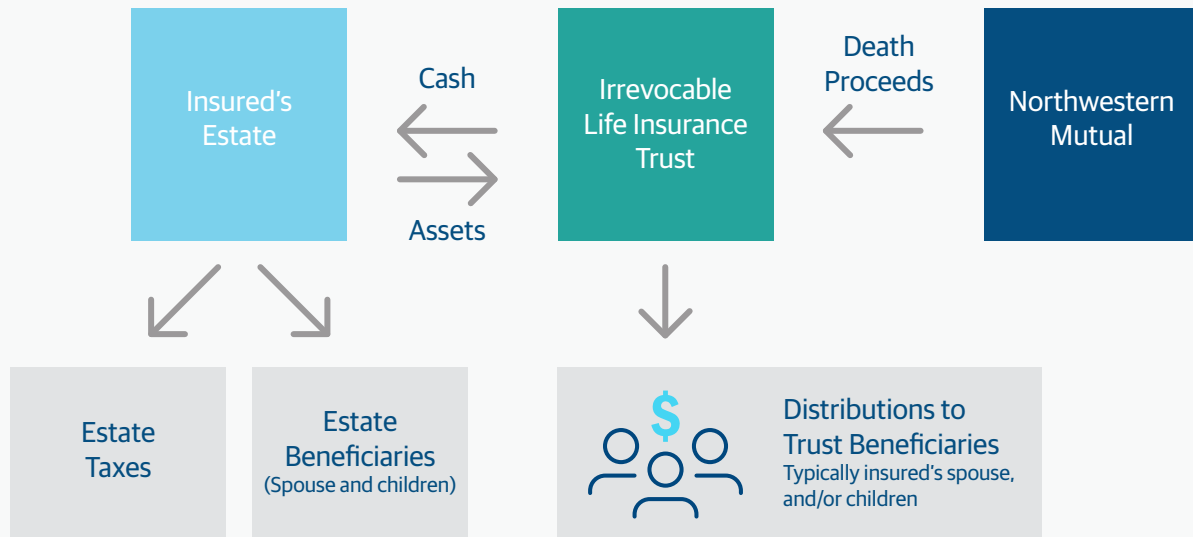 Insured's
Estate
Cash
Assets
Irrevocable
Life Insurance
Trust
Death
Proceeds
Northwestern
Mutual
Estate
Taxes
Estate
Beneficiaries
(Spouse and children)
$
Distributions to
Trust Beneficiaries
Typically insured's spouse,
and/or children